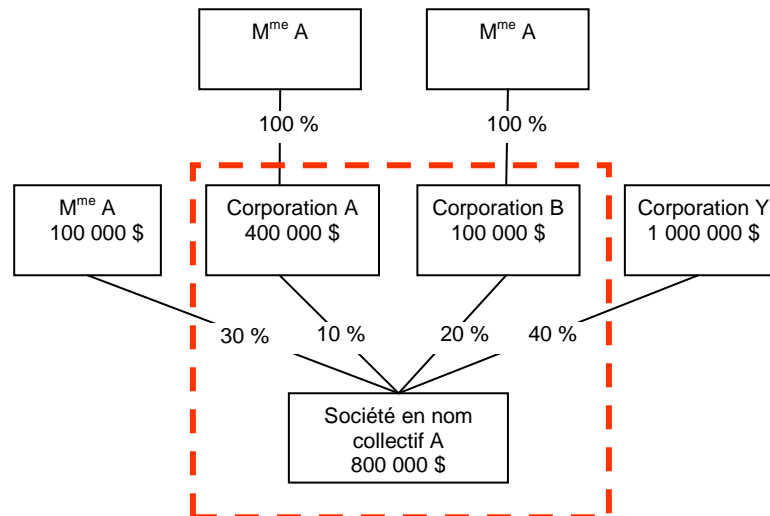 Mᵐᵉ A
Mᵐᵉ A
100 %
100 %
Mᵐᵉ A
100 000 $
Corporation A
400 000 $
Corporation B
100 000 $
Corporation Y
1 000 000 $
30 %
10 %
20 %
40 %
Société en nom
collectif A
800 000 $